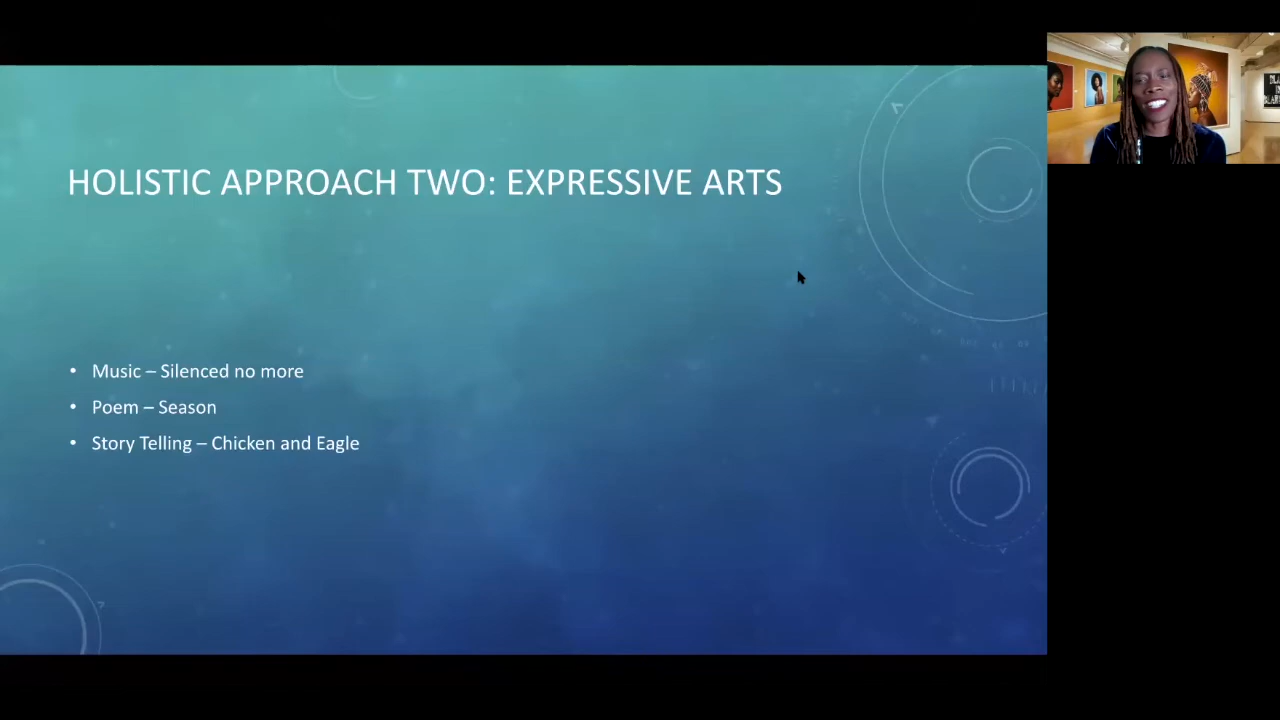 HOLISTIC APPROACH TWO: EXPRESSIVE ARTS
• Music – Silenced no more
• Poem – Season
• Story Telling – Chicken and Eagle